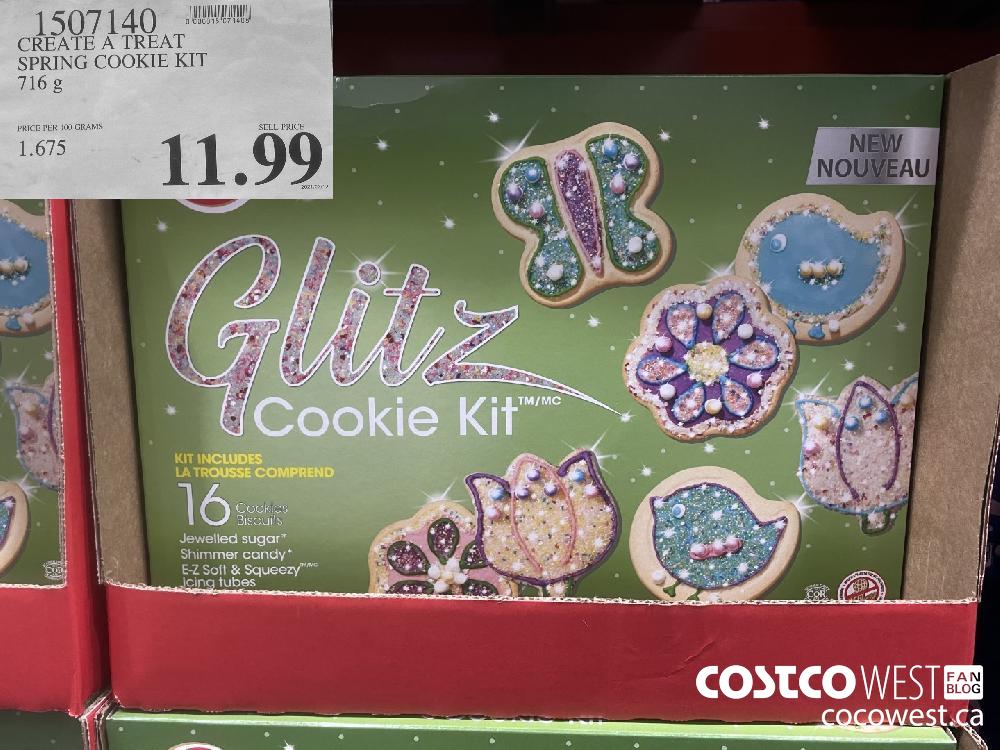 1507140
CREATE A TREAT
SPRING COOKIE KIT
716 g
PRICE PER 100 GRAMS
1.675
SELL PRICE
11.99
NEW
NOUVEAU
Glitz
Cookie Kit™/MC
KIT INCLUDES
LA TROUSSE COMPREND
16 Cookies
Biscuits
Jewelled sugar*
Shimmer candy*
E-Z Soft & Squeezy™/MC
Icing tubes
COR
COSTCO WEST FAN
BLOG
cocowest.ca